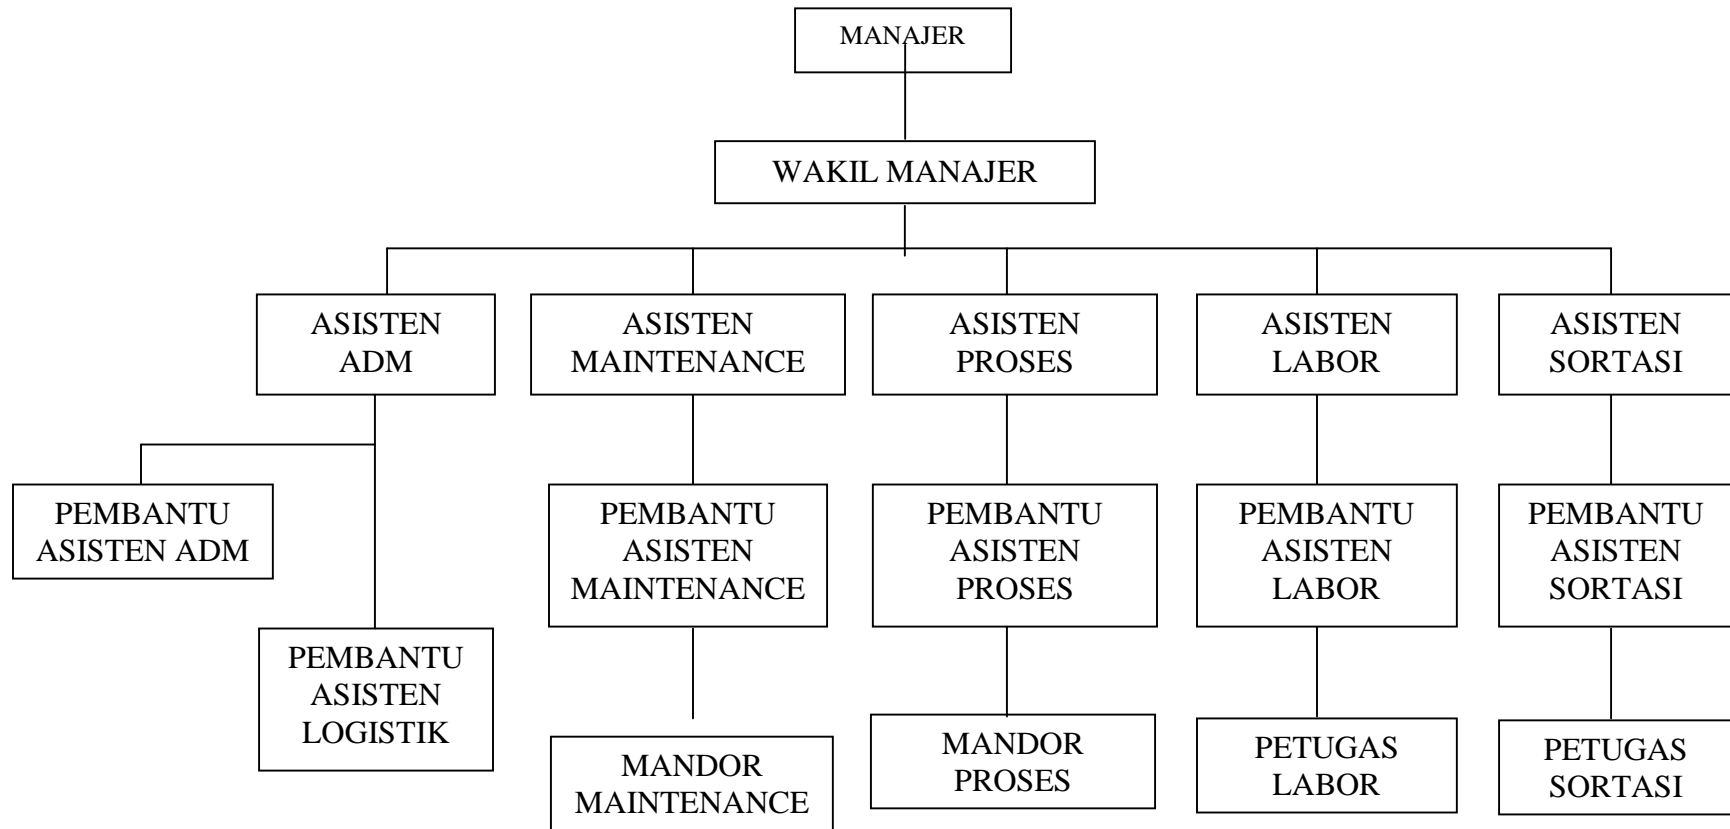 MANAJER
WAKIL MANAJER
ASISTEN
ADM
ASISTEN
MAINTENANCE
ASISTEN
PROSES
ASISTEN
LABOR
ASISTEN
SORTASI
PEMBANTU
ASISTEN ADM
PEMBANTU
ASISTEN
LOGISTIK
PEMBANTU
ASISTEN
MAINTENANCE
PEMBANTU
ASISTEN
PROSES
PEMBANTU
ASISTEN
LABOR
PEMBANTU
ASISTEN
SORTASI
MANDOR
MAINTENANCE
MANDOR
PROSES
PETUGAS
LABOR
PETUGAS
SORTASI